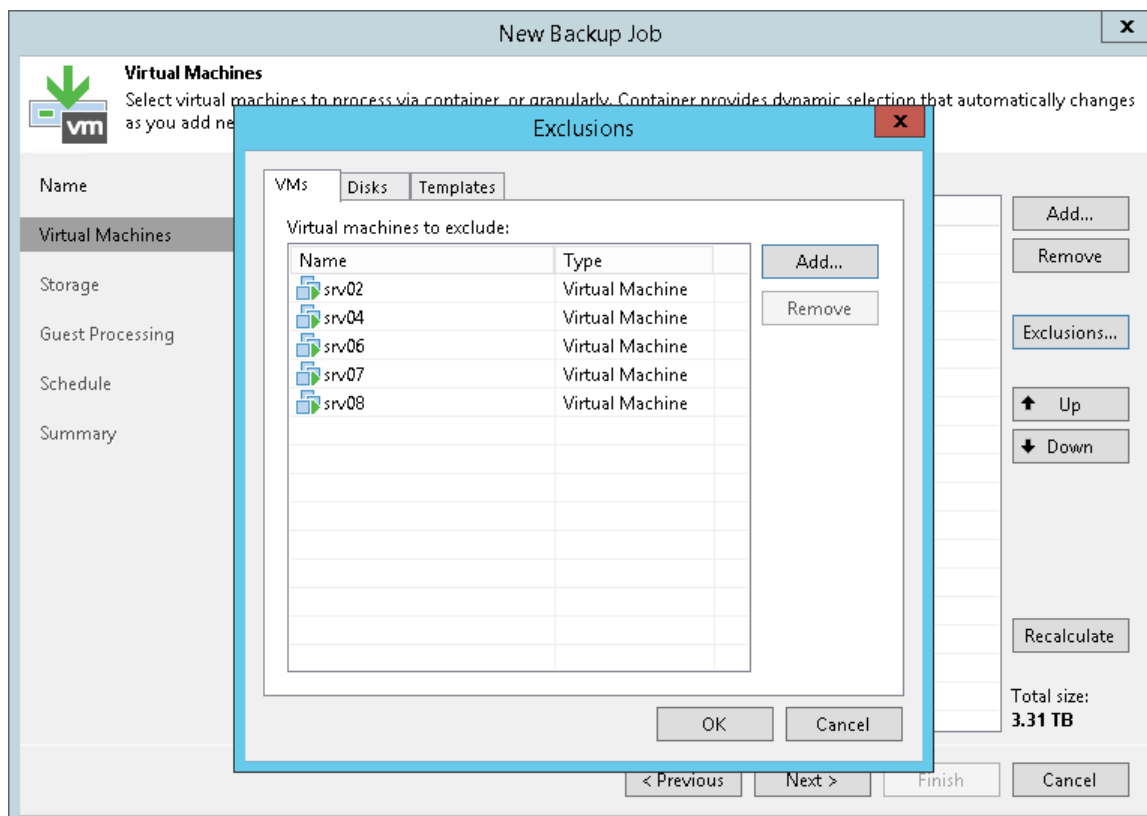 New Backup Job
x
Virtual Machines
Select virtual machines to process via container, or granularly. Container provides dynamic selection that automatically changes
as you add ne
vm
Exclusions
x
Name
Virtual Machines
Storage
Guest Processing
Schedule
Summary
VMs Disks Templates
Virtual machines to exclude:
Name Type
srv02 Virtual Machine
srv04 Virtual Machine
srv06 Virtual Machine
srv07 Virtual Machine
srv08 Virtual Machine
Add...
Remove
OK Cancel
Add...
Remove
Exclusions...
Up
Down
Recalculate
Total size:
3.31 TB
< Previous Next > Finish Cancel